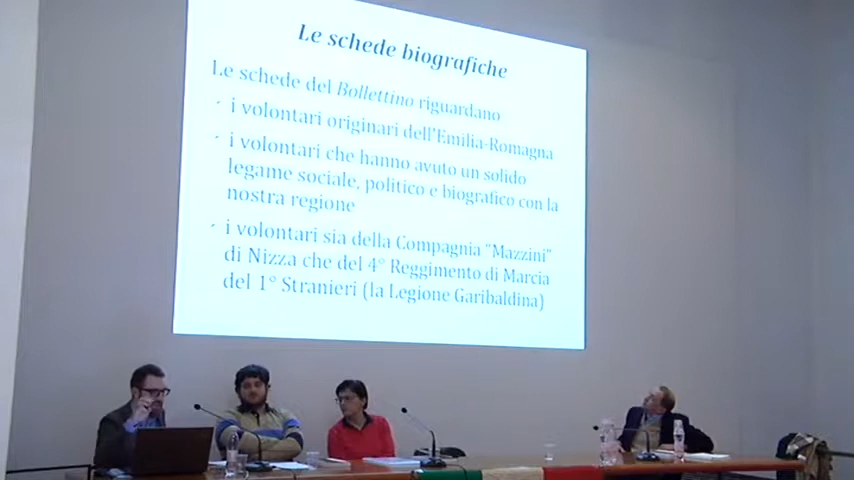 Le schede biografiche
Le schede del Bollettino riguardano
- i volontari originari dell'Emilia-Romagna
- i volontari che hanno avuto un solido
legame sociale, politico e biografico con la
nostra regione
- i volontari sia della Compagnia "Mazzini"
di Nizza che del 4° Reggimento di Marcia
del 1° Stranieri (la Legione Garibaldina)